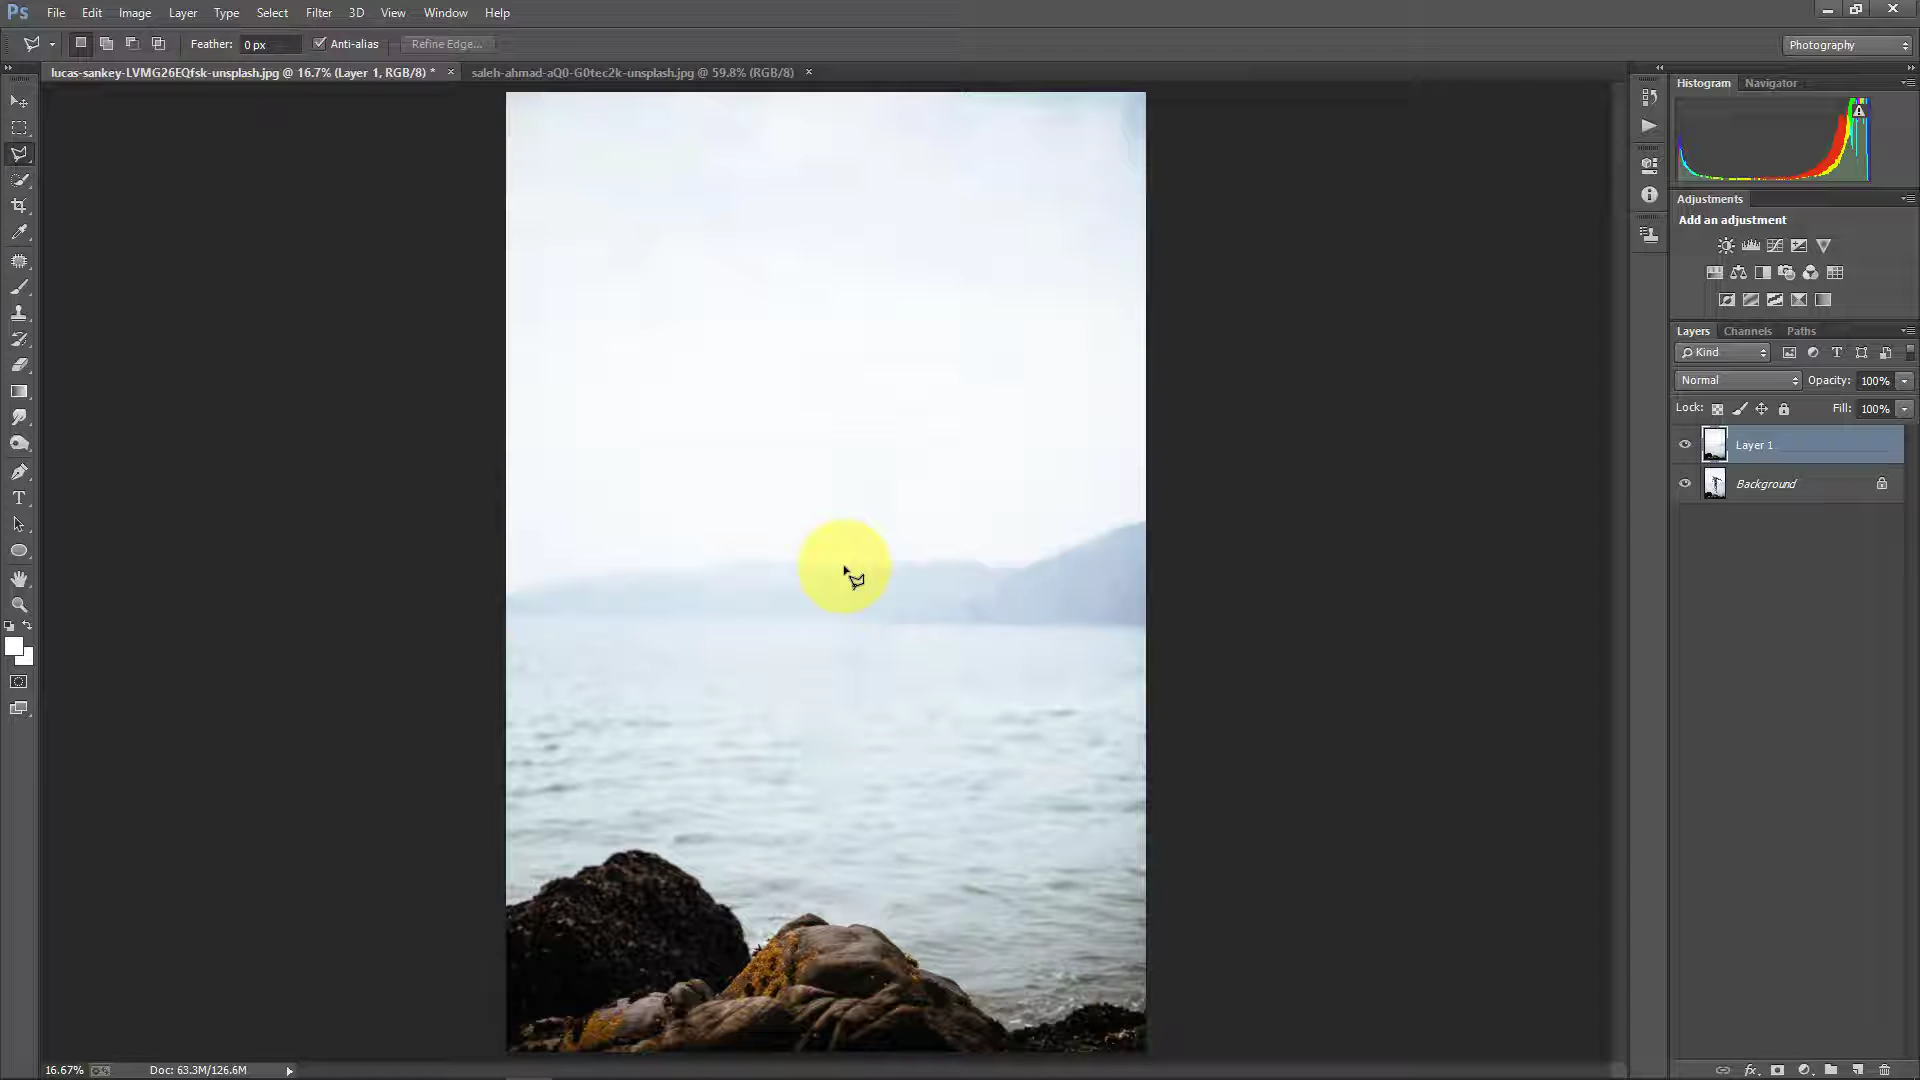 Ps File Edit Image Layer Type Select Filter 3D View Window Help
Feather: 0 px Anti-alias Refine Edge... Photography
lucas-sankey-LVMG26EQfsk-unsplash.jpg @ 16.7% (Layer 1, RGB/8) * × saleh-ahmad-aQ0-G0tec2k-unsplash.jpg @ 59.8% (RGB/8) ×
Histogram Navigator
Adjustments
Add an adjustment
Layers Channels Paths
Kind
Normal Opacity: 100%
Lock: Fill: 100%
Layer 1
Background
16.67% Doc: 63.3M/126.6M